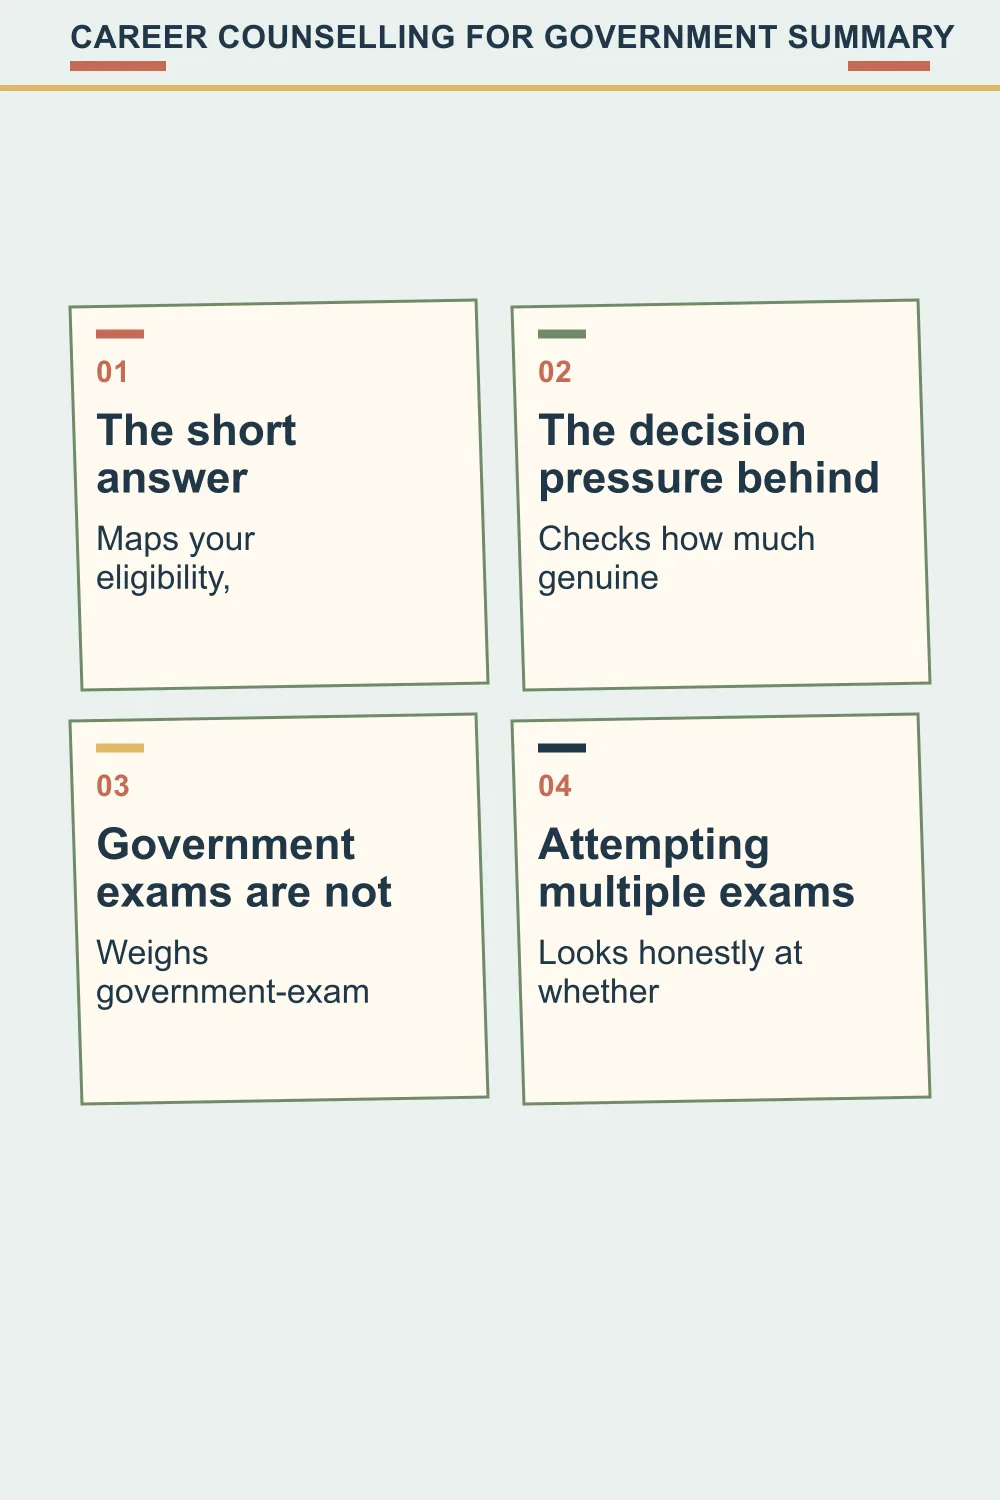 CAREER COUNSELLING FOR GOVERNMENT SUMMARY
01
The short
answer
Maps your
eligibility,
02
The decision
pressure behind
Checks how much
genuine
03
Government
exams are not
Weighs
government-exam
04
Attempting
multiple exams
Looks honestly at
whether